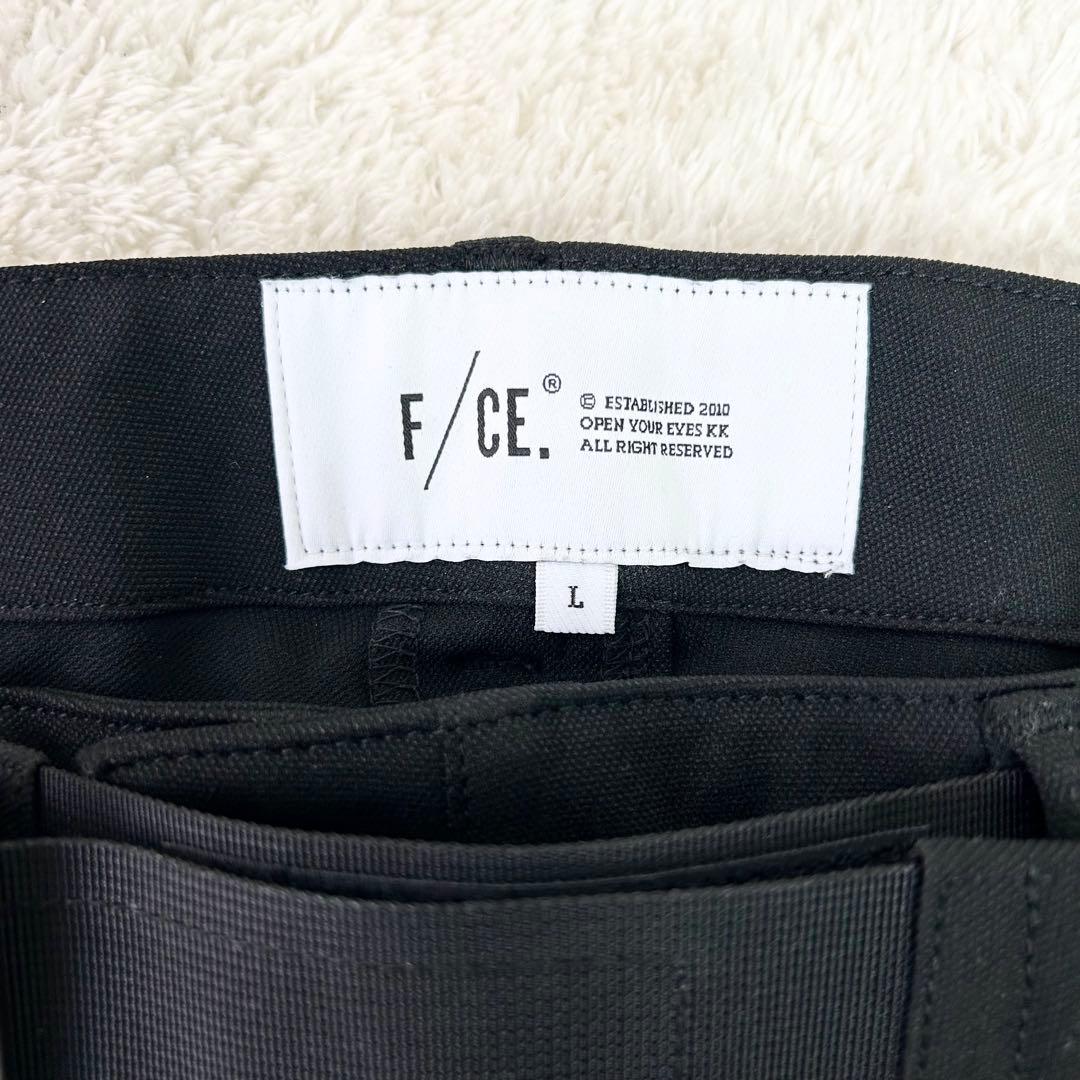 F/CE.®
Ⓔ ESTABLISHED 2010
OPEN YOUR EYES KK
ALL RIGHT RESERVED
L